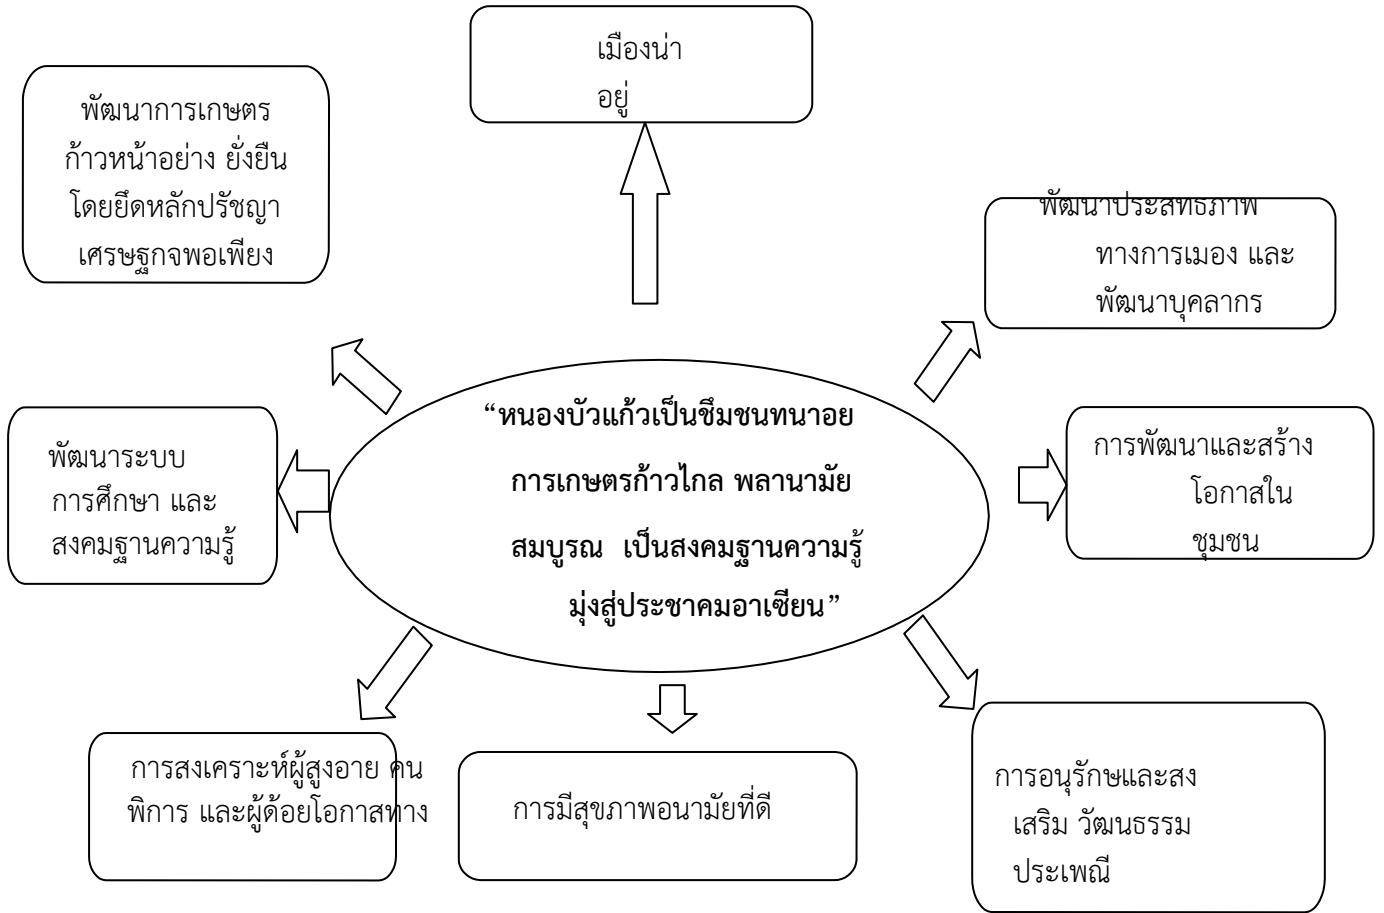 เมืองน่า
อยู่
พัฒนาการเกษตร
ก้าวหน้าอย่าง ยั่งยืน
โดยยึดหลักปรัชญา
เศรษฐกจพอเพียง
พัฒนาประสทธภาพ
ทางการเมอง และ
พัฒนาบุคลากร
“หนองบัวแก้วเป็นชึมชนทนาอย
การเกษตรก้าวไกล พลานามัย
สมบูรณ เป็นสงคมฐานความรู้
มุ่งสู่ประชาคมอาเซียน”
พัฒนาระบบ
การศึกษา และ
สงคมฐานความรู้
การพัฒนาและสร้าง
โอกาสใน
ชุมชน
การสงเคราะห์ผู้สูงอาย คน
พิการ และผู้ด้อยโอกาสทาง
การมีสุขภาพอนามัยที่ดี
การอนุรักษและสง
เสริม วัฒนธรรม
ประเพณี